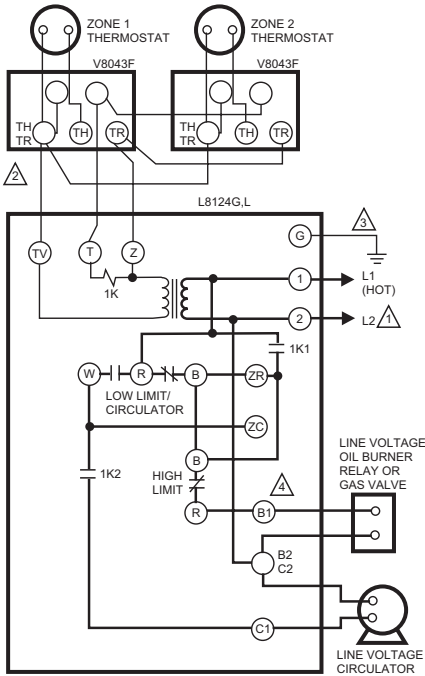 ZONE 1
THERMOSTAT
ZONE 2
THERMOSTAT
V8043F
V8043F
TH
TR
TH
TR
TH
TR
TH
TR
2
L8124G,L
3
G
TV
T
Z
1
L1
(HOT)
1K
2
L2
1
1K1
W
R
B
ZR
LOW LIMIT/
CIRCULATOR
ZC
LINE VOLTAGE
OIL BURNER
RELAY OR
GAS VALVE
B
1K2
HIGH
LIMIT
4
R
B1
B2
C2
C1
LINE VOLTAGE
CIRCULATOR